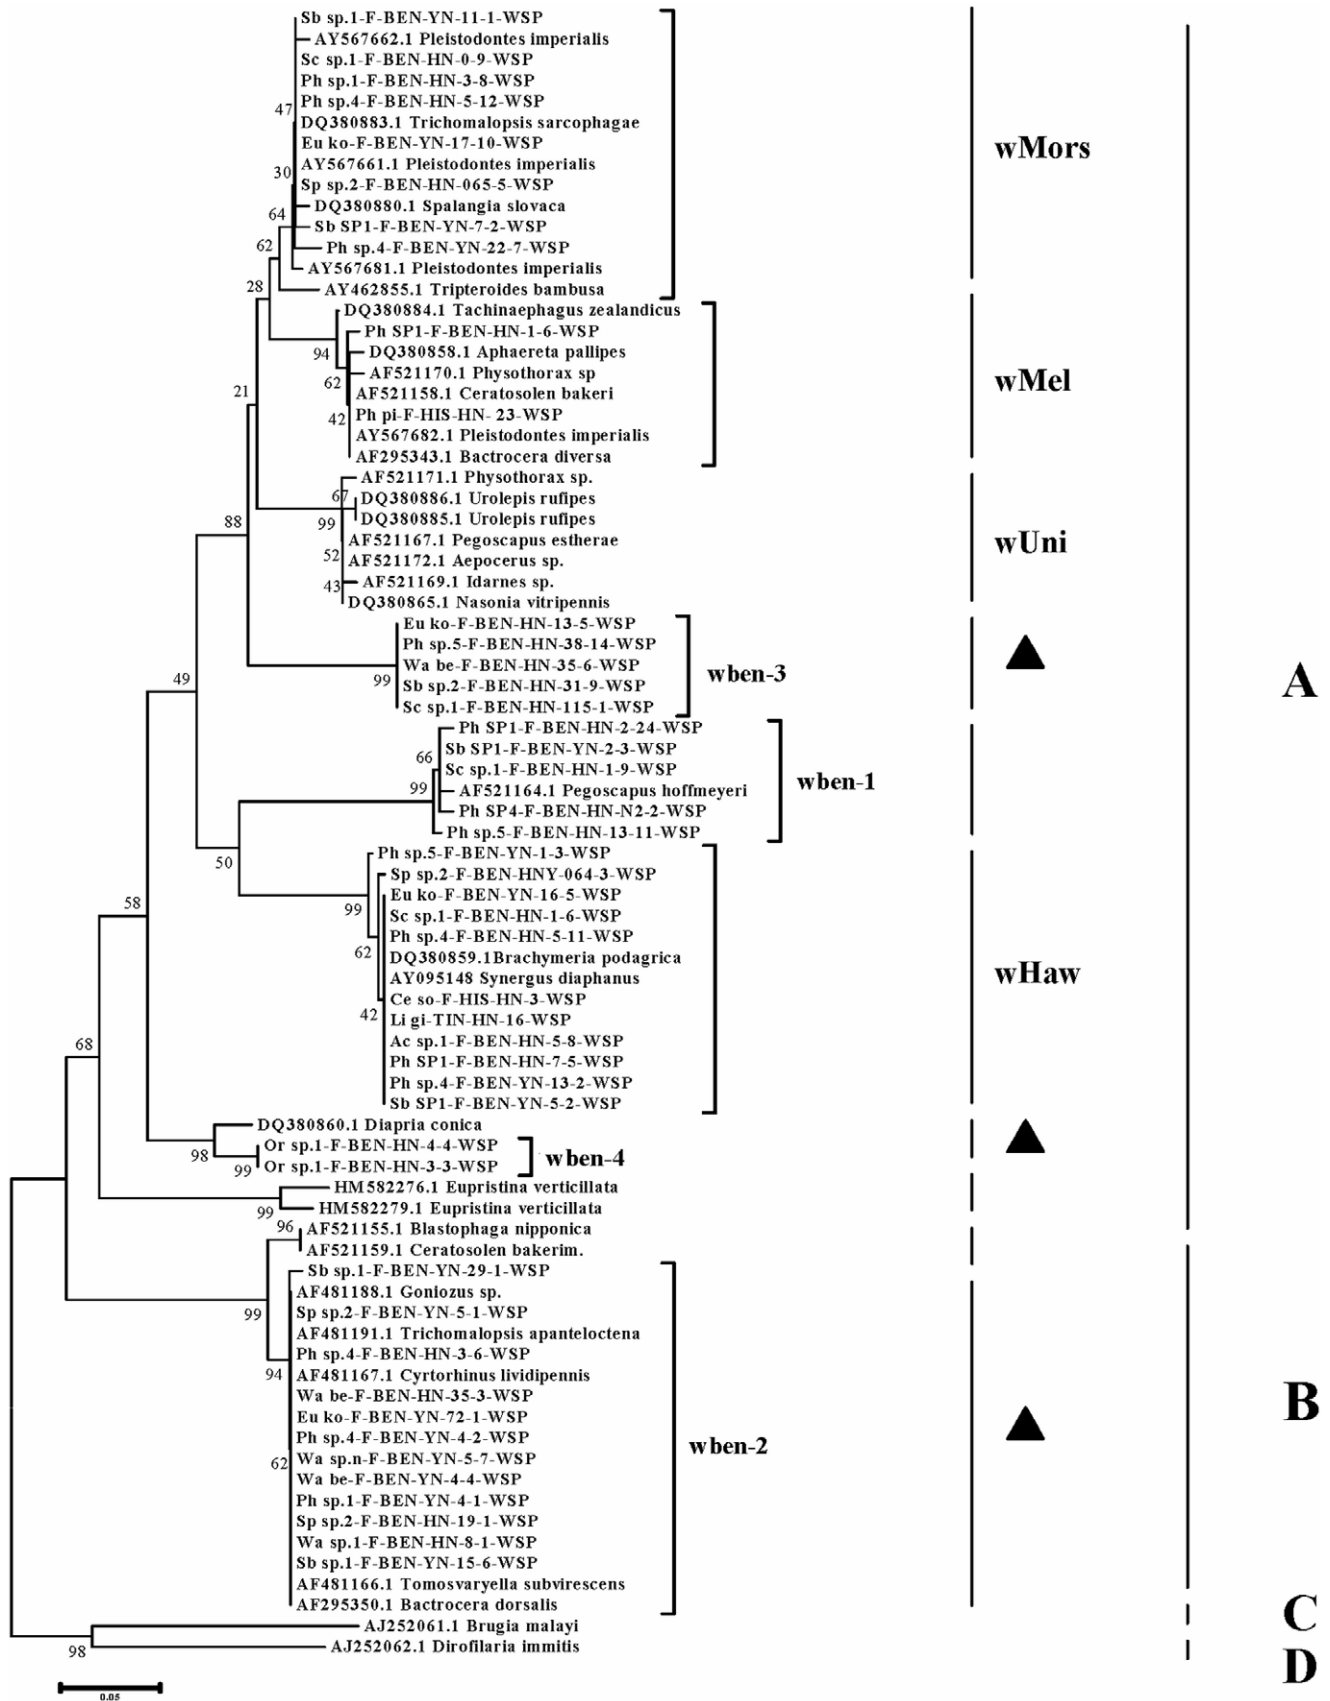 Sb sp.1-F-BEN-YN-11-1-WSP
AY567662.1 Pleistodontes imperialis
Sc sp.1-F-BEN-HN-0-9-WSP
Ph sp.1-F-BEN-HN-3-8-WSP
Ph sp.4-F-BEN-HN-5-12-WSP
47
DQ380883.1 Trichomalopsis sarcophagae
Eu ko-F-BEN-YN-17-10-WSP
wMors
AY567661.1 Pleistodontes imperialis
30
Sp sp.2-F-BEN-HN-065-5-WSP
DQ380880.1 Spalangia slovaca
64
Sb SP1-F-BEN-YN-7-2-WSP
62
Ph sp.4-F-BEN-YN-22-7-WSP
AY567681.1 Pleistodontes imperialis
28
AY462855.1 Tripteroides bambusa
DQ380884.1 Tachinaephagus zealandicus
Ph SP1-F-BEN-HN-1-6-WSP
94
DQ380858.1 Aphaereta pallipes
AF521170.1 Physothorax sp
62
wMel
21
AF521158.1 Ceratosolen bakeri
Ph pi-F-HIS-HN- 23-WSP
42
AY567682.1 Pleistodontes imperialis
AF295343.1 Bactrocera diversa
AF521171.1 Physothorax sp.
67
DQ380886.1 Urolepis rufipes
88
99
DQ380885.1 Urolepis rufipes
AF521167.1 Pegoscapus estherae
wUni
52
AF521172.1 Aepocerus sp.
43
AF521169.1 Idarnes sp.
DQ380865.1 Nasonia vitripennis
Eu ko-F-BEN-HN-13-5-WSP
Ph sp.5-F-BEN-HN-38-14-WSP
Wa be-F-BEN-HN-35-6-WSP
wben-3
49
99
Sb sp.2-F-BEN-HN-31-9-WSP
A
Sc sp.1-F-BEN-HN-115-1-WSP
Ph SP1-F-BEN-HN-2-24-WSP
Sb SP1-F-BEN-YN-2-3-WSP
66
Sc sp.1-F-BEN-HN-1-9-WSP
wben-1
99
AF521164.1 Pegoscapus hoffmeyeri
Ph SP4-F-BEN-HN-N2-2-WSP
Ph sp.5-F-BEN-HN-13-11-WSP
50
Ph sp.5-F-BEN-YN-1-3-WSP
Sp sp.2-F-BEN-HNY-064-3-WSP
Eu ko-F-BEN-YN-16-5-WSP
58
99
Sc sp.1-F-BEN-HN-1-6-WSP
Ph sp.4-F-BEN-HN-5-11-WSP
62
DQ380859.1Brachymeria podagrica
wHaw
AY095148 Synergus diaphanus
Ce so-F-HIS-HN-3-WSP
42
Li gi-TIN-HN-16-WSP
Ac sp.1-F-BEN-HN-5-8-WSP
68
Ph SP1-F-BEN-HN-7-5-WSP
Ph sp.4-F-BEN-YN-13-2-WSP
Sb SP1-F-BEN-YN-5-2-WSP
DQ380860.1 Diapria conica
Or sp.1-F-BEN-HN-4-4-WSP
98
wben-4
99
Or sp.1-F-BEN-HN-3-3-WSP
HM582276.1 Eupristina verticillata
99
HM582279.1 Eupristina verticillata
96
AF521155.1 Blastophaga nipponica
AF521159.1 Ceratosolen bakerim.
Sb sp.1-F-BEN-YN-29-1-WSP
AF481188.1 Goniozus sp.
99
Sp sp.2-F-BEN-YN-5-1-WSP
AF481191.1 Trichomalopsis apanteloctena
Ph sp.4-F-BEN-HN-3-6-WSP
94
AF481167.1 Cyrtorhinus lividipennis
Wa be-F-BEN-HN-35-3-WSP
B
Eu ko-F-BEN-YN-72-1-WSP
Ph sp.4-F-BEN-YN-4-2-WSP
wben-2
62
Wa sp.n-F-BEN-YN-5-7-WSP
Wa be-F-BEN-YN-4-4-WSP
Ph sp.1-F-BEN-YN-4-1-WSP
Sp sp.2-F-BEN-HN-19-1-WSP
Wa sp.1-F-BEN-HN-8-1-WSP
Sb sp.1-F-BEN-YN-15-6-WSP
AF481166.1 Tomosvaryella subvirescens
AF295350.1 Bactrocera dorsalis
C
AJ252061.1 Brugia malayi
98
AJ252062.1 Dirofilaria immitis
D
0.05